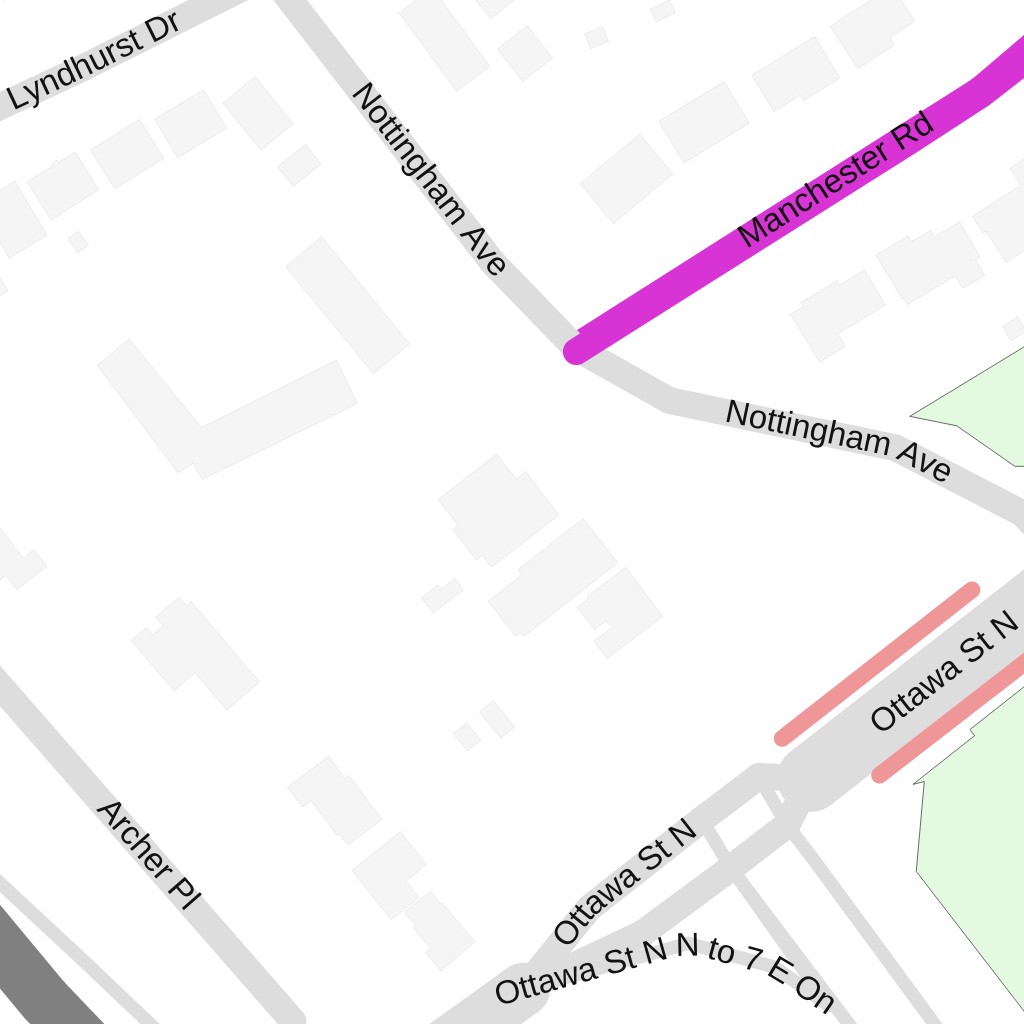 Lyndhurst Dr
Nottingham Ave
Manchester Rd
Nottingham Ave
Ottawa St N
Archer Pl
Ottawa St N
Ottawa St N N to 7 E On